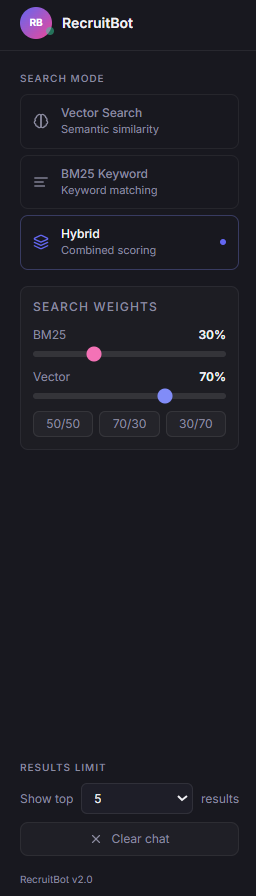 RB RecruitBot
SEARCH MODE
Vector Search
Semantic similarity
BM25 Keyword
Keyword matching
Hybrid
Combined scoring
SEARCH WEIGHTS
BM25 30%
Vector 70%
50/50 70/30 30/70
RESULTS LIMIT
Show top 5 results
Clear chat
RecruitBot v2.0